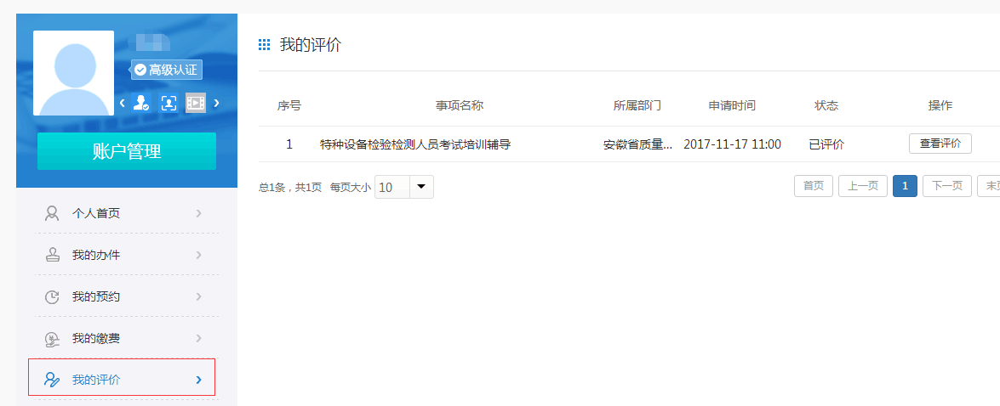 高级认证
账户管理
个人首页
我的办件
我的预约
我的缴费
我的评价
我的评价
序号 事项名称 所属部门 申请时间 状态 操作
1 特种设备检验检测人员考试培训辅导 安徽省质量... 2017-11-17 11:00 已评价 查看评价
总1条，共1页 每页大小 10 首页 上一页 1 下一页 末